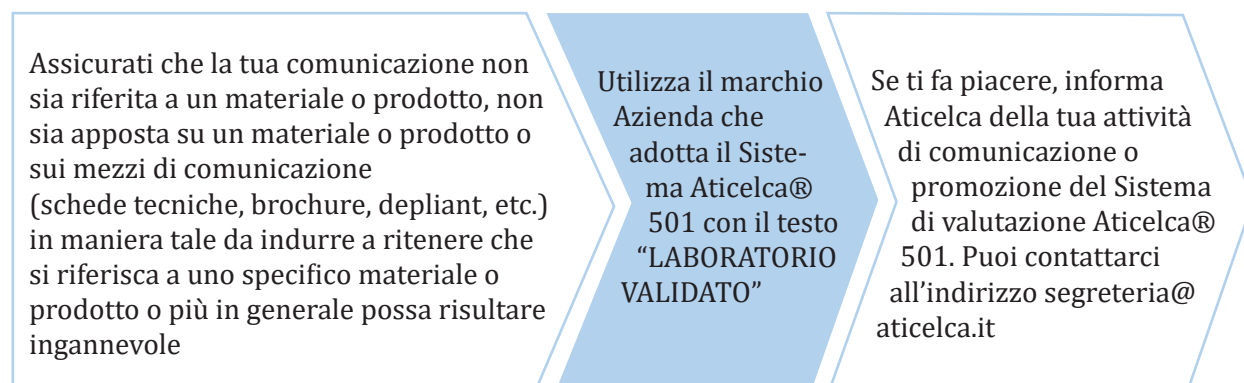 Assicurati che la tua comunicazione non
sia riferita a un materiale o prodotto, non
sia apposta su un materiale o prodotto o
sui mezzi di comunicazione
(schede tecniche, brochure, depliant, etc.)
in maniera tale da indurre a ritenere che
si riferisca a uno specifico materiale o
prodotto o più in generale possa risultare
ingannevole
Utilizza il marchio
Azienda che
adotta il Siste-
ma Aticelca®
501 con il testo
“LABORATORIO
VALIDATO”
Se ti fa piacere, informa
Aticelca della tua attività
di comunicazione o
promozione del Sistema
di valutazione Aticelca®
501. Puoi contattarci
all’indirizzo segreteria@
aticelca.it